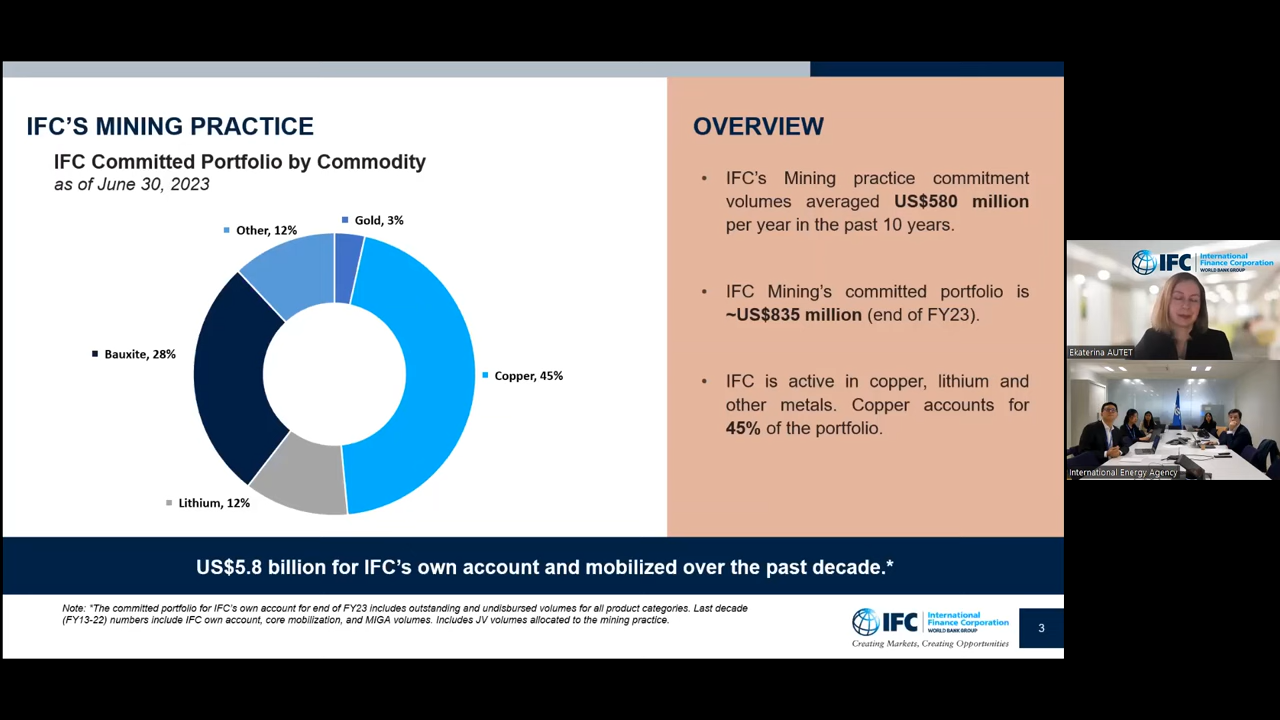 IFC'S MINING PRACTICE
IFC Committed Portfolio by Commodity
as of June 30, 2023
Gold, 3%
Other, 12%
Bauxite, 28%
Copper, 45%
Lithium, 12%
OVERVIEW
• IFC's Mining practice commitment
volumes averaged US$580 million
per year in the past 10 years.
• IFC Mining's committed portfolio is
~US$835 million (end of FY23).
• IFC is active in copper, lithium and
other metals. Copper accounts for
45% of the portfolio.
US$5.8 billion for IFC's own account and mobilized over the past decade.*
Note: *The committed portfolio for IFC's own account for end of FY23 includes outstanding and undisbursed volumes for all product categories. Last decade
(FY13-22) numbers include IFC own account, core mobilization, and MIGA volumes. Includes JV volumes allocated to the mining practice.
IFC
International
Finance Corporation
WORLD BANK GROUP
Creating Markets, Creating Opportunities
3
IFC
International
Finance Corporation
WORLD BANK GROUP
Ekaterina AUTET
International Energy Agency